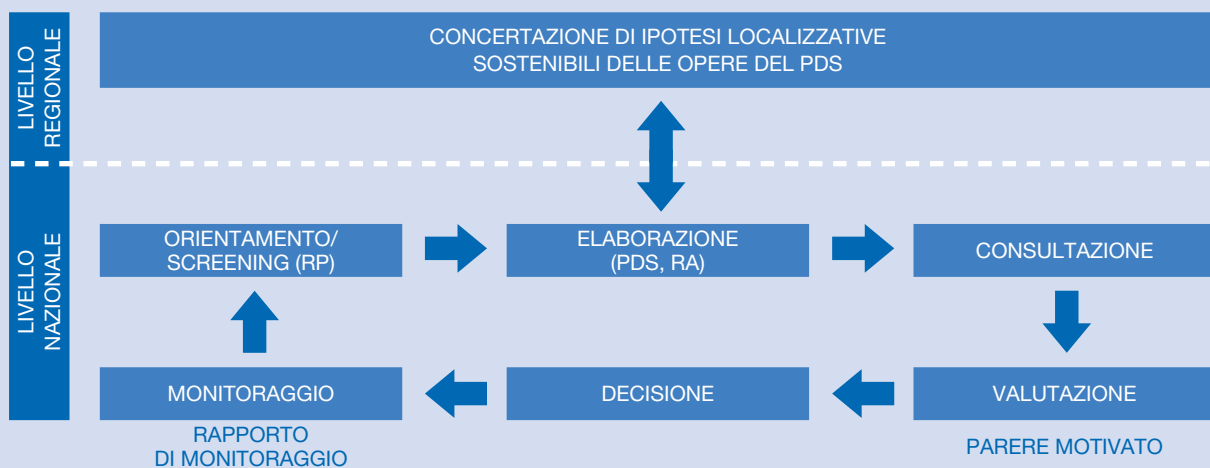 LIVELLO
REGIONALE
CONCERTAZIONE DI IPOTESI LOCALIZZATIVE
SOSTENIBILI DELLE OPERE DEL PDS
LIVELLO
NAZIONALE
ORIENTAMENTO/
SCREENING (RP)
ELABORAZIONE
(PDS, RA)
CONSULTAZIONE
MONITORAGGIO
DECISIONE
VALUTAZIONE
RAPPORTO
DI MONITORAGGIO
PARERE MOTIVATO